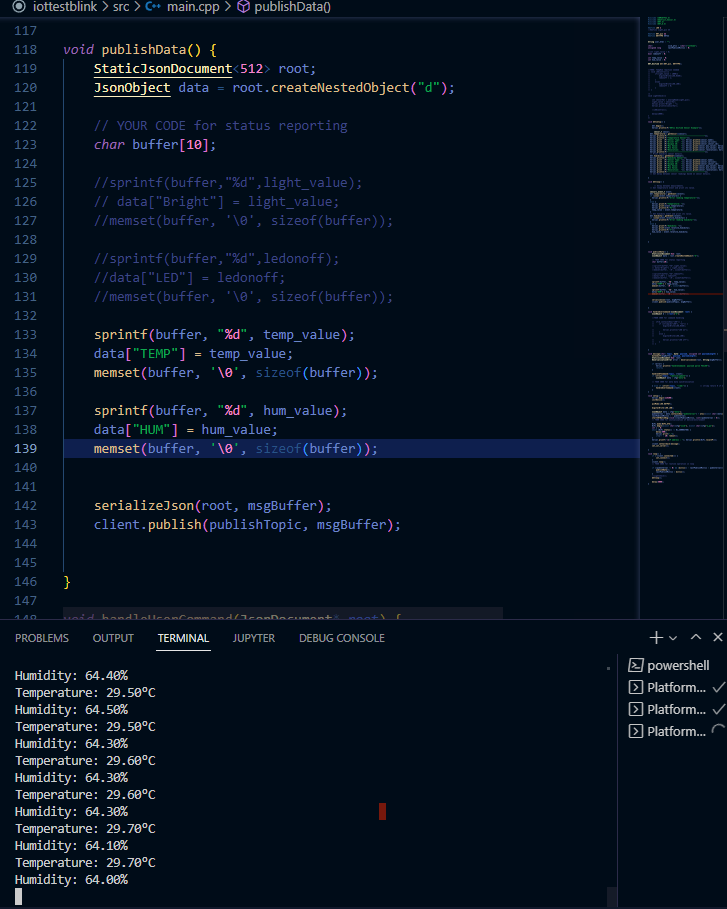 iottestblink > src > C++ main.cpp > publishData()
117
118 void publishData() {
119 StaticJsonDocument<512> root;
120 JsonObject data = root.createNestedObject("d");
121
122 // YOUR CODE for status reporting
123 char buffer[10];
124
125 //sprintf(buffer,"%d",light_value);
126 // data["Bright"] = light_value;
127 //memset(buffer, '\0', sizeof(buffer));
128
129 //sprintf(buffer,"%d",ledonoff);
130 //data["LED"] = ledonoff;
131 //memset(buffer, '\0', sizeof(buffer));
132
133 sprintf(buffer, "%d", temp_value);
134 data["TEMP"] = temp_value;
135 memset(buffer, '\0', sizeof(buffer));
136
137 sprintf(buffer, "%d", hum_value);
138 data["HUM"] = hum_value;
139 memset(buffer, '\0', sizeof(buffer));
140
141
142 serializeJson(root, msgBuffer);
143 client.publish(publishTopic, msgBuffer);
144
145
146 }
147
148 void handleUserCommand(JsonDocument* root) {
PROBLEMS OUTPUT TERMINAL JUPYTER DEBUG CONSOLE
Humidity: 64.40%
Temperature: 29.50ºC
Humidity: 64.50%
Temperature: 29.50ºC
Humidity: 64.30%
Temperature: 29.60ºC
Humidity: 64.30%
Temperature: 29.60ºC
Humidity: 64.30%
Temperature: 29.70ºC
Humidity: 64.10%
Temperature: 29.70ºC
Humidity: 64.00%
powershell
Platform...
Platform...
Platform...